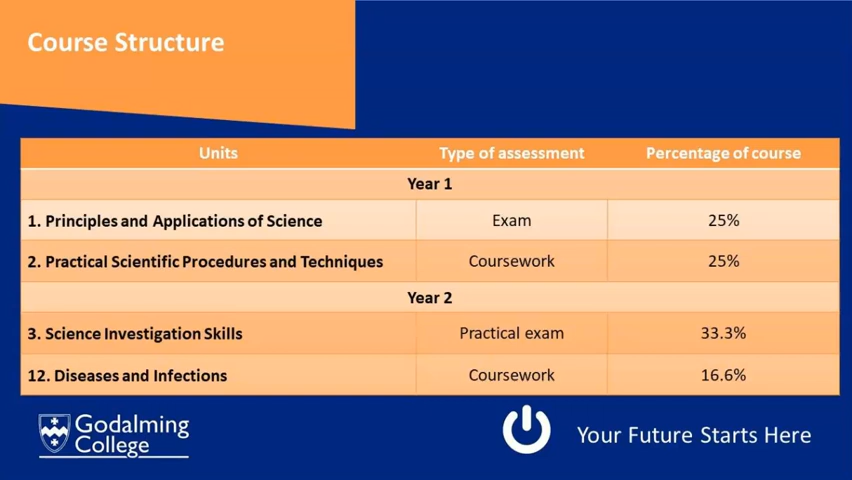 Course Structure
Units Type of assessment Percentage of course
Year 1
1. Principles and Applications of Science Exam 25%
2. Practical Scientific Procedures and Techniques Coursework 25%
Year 2
3. Science Investigation Skills Practical exam 33.3%
12. Diseases and Infections Coursework 16.6%
Godalming
College
Your Future Starts Here